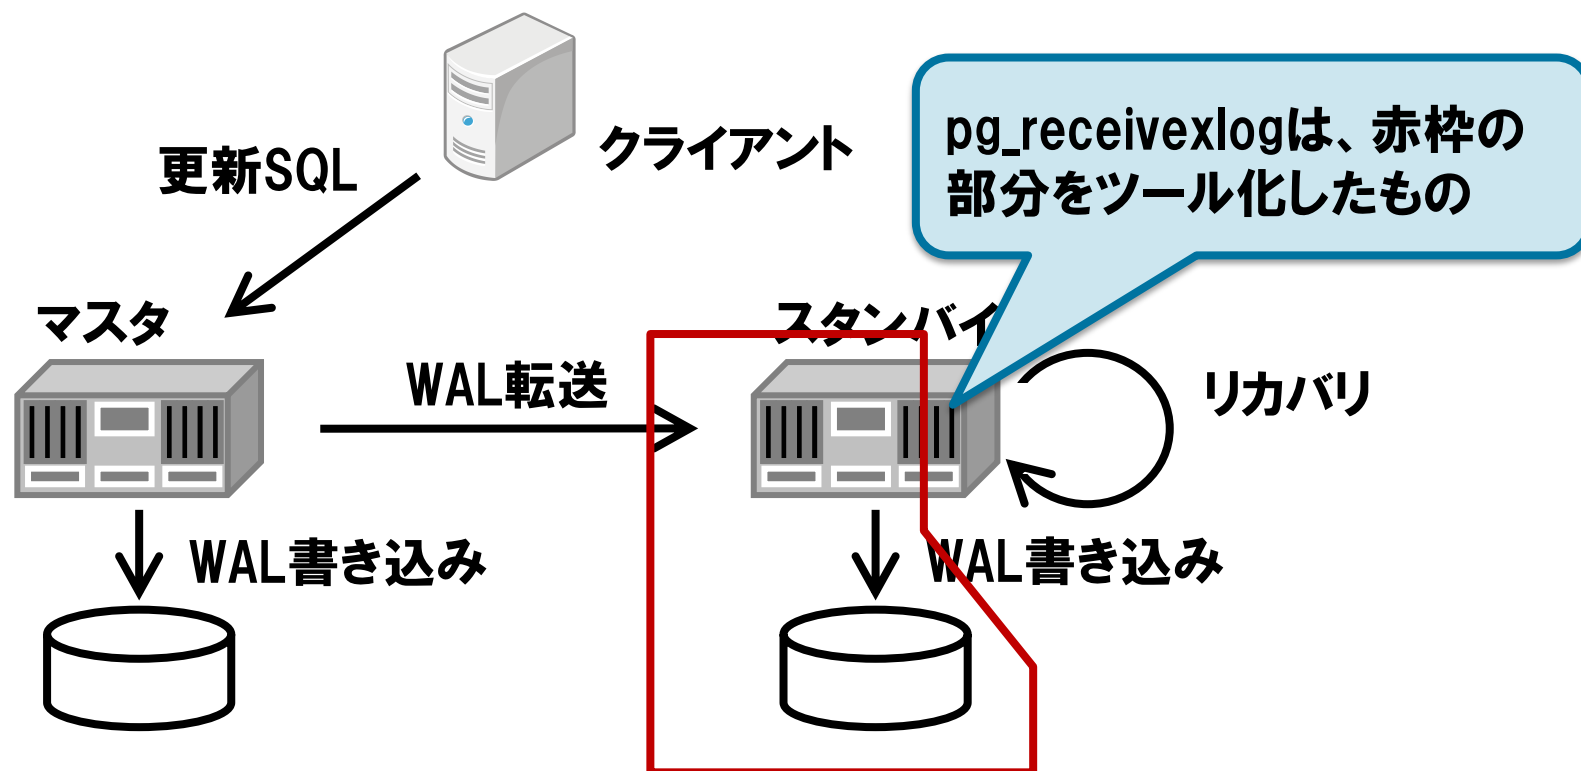 クライアント
更新SQL
pg_receivexlogは、赤枠の
部分をツール化したもの
マスタ
スタンバイ
WAL転送
リカバリ
WAL書き込み
WAL書き込み